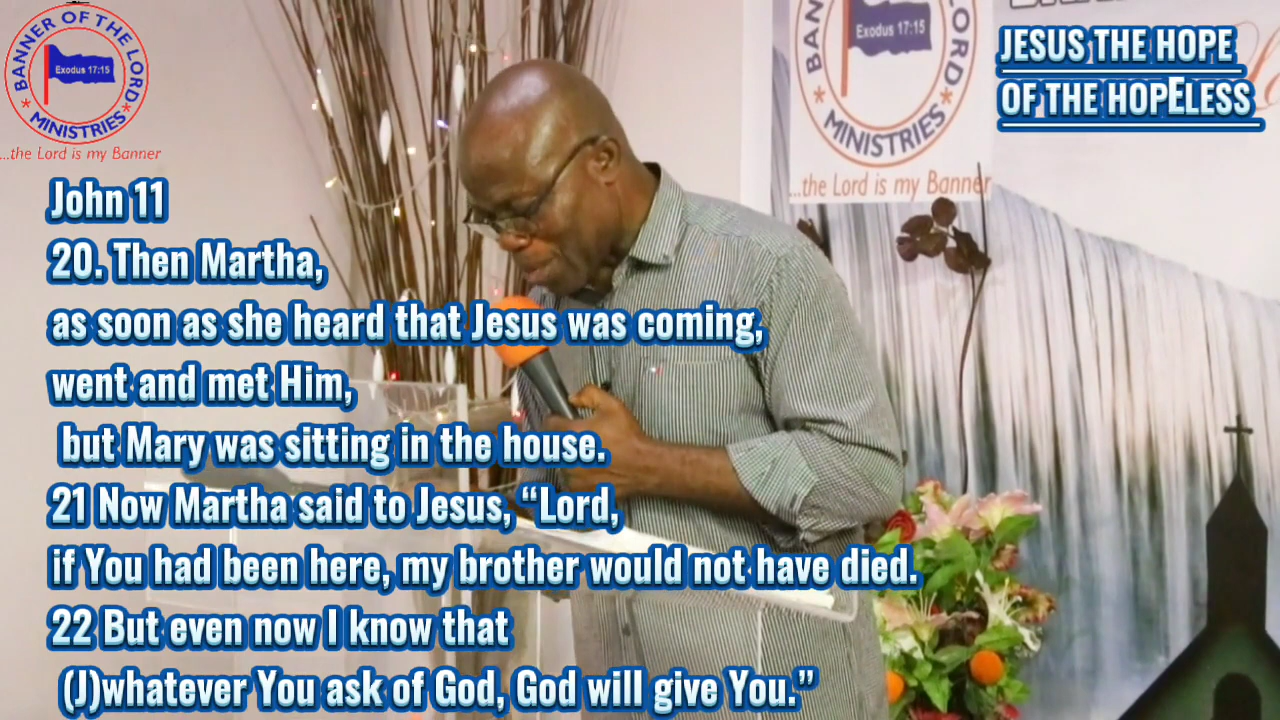 BANNER OF THE LORD
Exodus 17:15
MINISTRIES
...the Lord is my Banner
Exodus 17:15
LORD
MINISTRIES
...the Lord is my Banner
JESUS THE HOPE
OF THE HOPELESS
John 11
20. Then Martha,
as soon as she heard that Jesus was coming,
went and met Him,
but Mary was sitting in the house.
21 Now Martha said to Jesus, “Lord,
if You had been here, my brother would not have died.
22 But even now I know that
(J)whatever You ask of God, God will give You.”